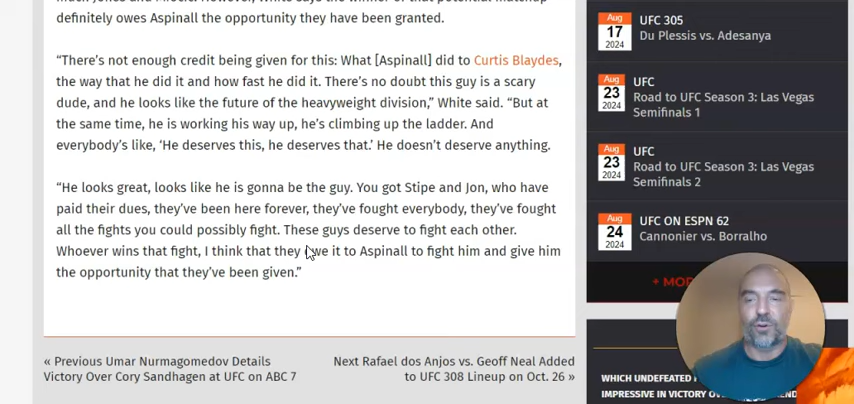 definitely owes Aspinall the opportunity they have been granted.
“There's not enough credit being given for this: What [Aspinall] did to Curtis Blaydes,
the way that he did it and how fast he did it. There's no doubt this guy is a scary
dude, and he looks like the future of the heavyweight division,” White said. “But at
the same time, he is working his way up, he's climbing up the ladder. And
everybody's like, ‘He deserves this, he deserves that.’ He doesn't deserve anything.
“He looks great, looks like he is gonna be the guy. You got Stipe and Jon, who have
paid their dues, they've been here forever, they've fought everybody, they've fought
all the fights you could possibly fight. These guys deserve to fight each other.
Whoever wins that fight, I think that they owe it to Aspinall to fight him and give him
the opportunity that they've been given.”
« Previous Umar Nurmagomedov Details
Victory Over Cory Sandhagen at UFC on ABC 7
Next Rafael dos Anjos vs. Geoff Neal Added
to UFC 308 Lineup on Oct. 26 »
Aug
17
2024
UFC 305
Du Plessis vs. Adesanya
Aug
23
2024
UFC
Road to UFC Season 3: Las Vegas
Semifinals 1
Aug
23
2024
UFC
Road to UFC Season 3: Las Vegas
Semifinals 2
Aug
24
2024
UFC ON ESPN 62
Cannonier vs. Borralho
WHICH UNDEFEATED
IMPRESSIVE IN VICTORY